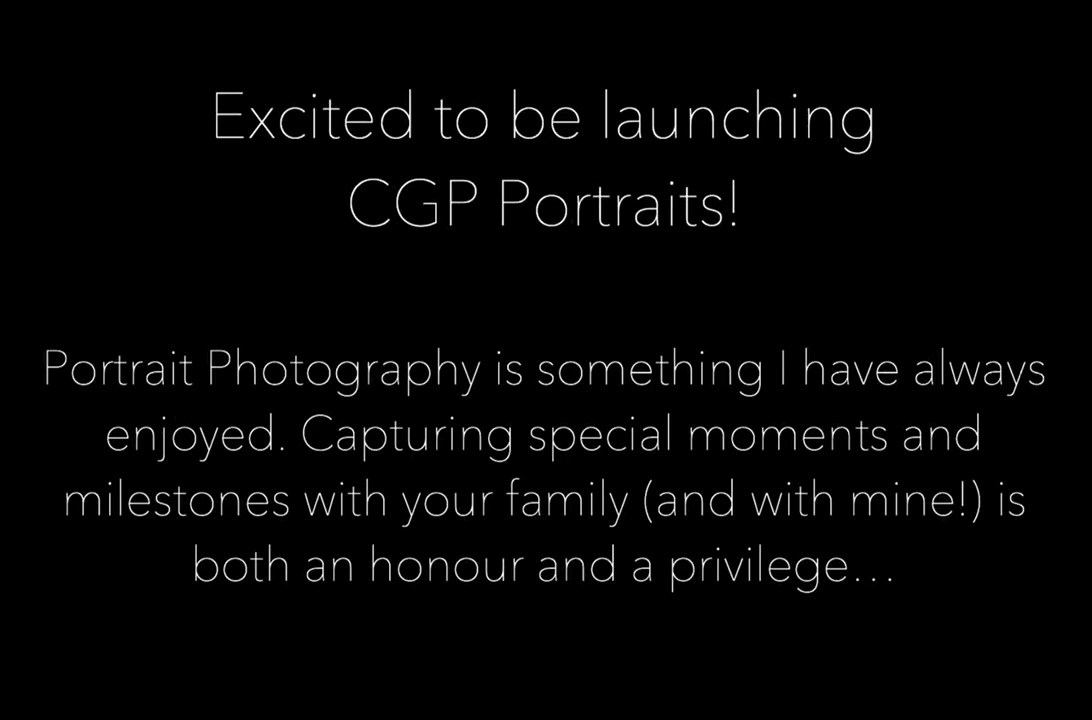 Excited to be launching
CGP Portraits!
Portrait Photography is something I have always
enjoyed. Capturing special moments and
milestones with your family (and with mine!) is
both an honour and a privilege...